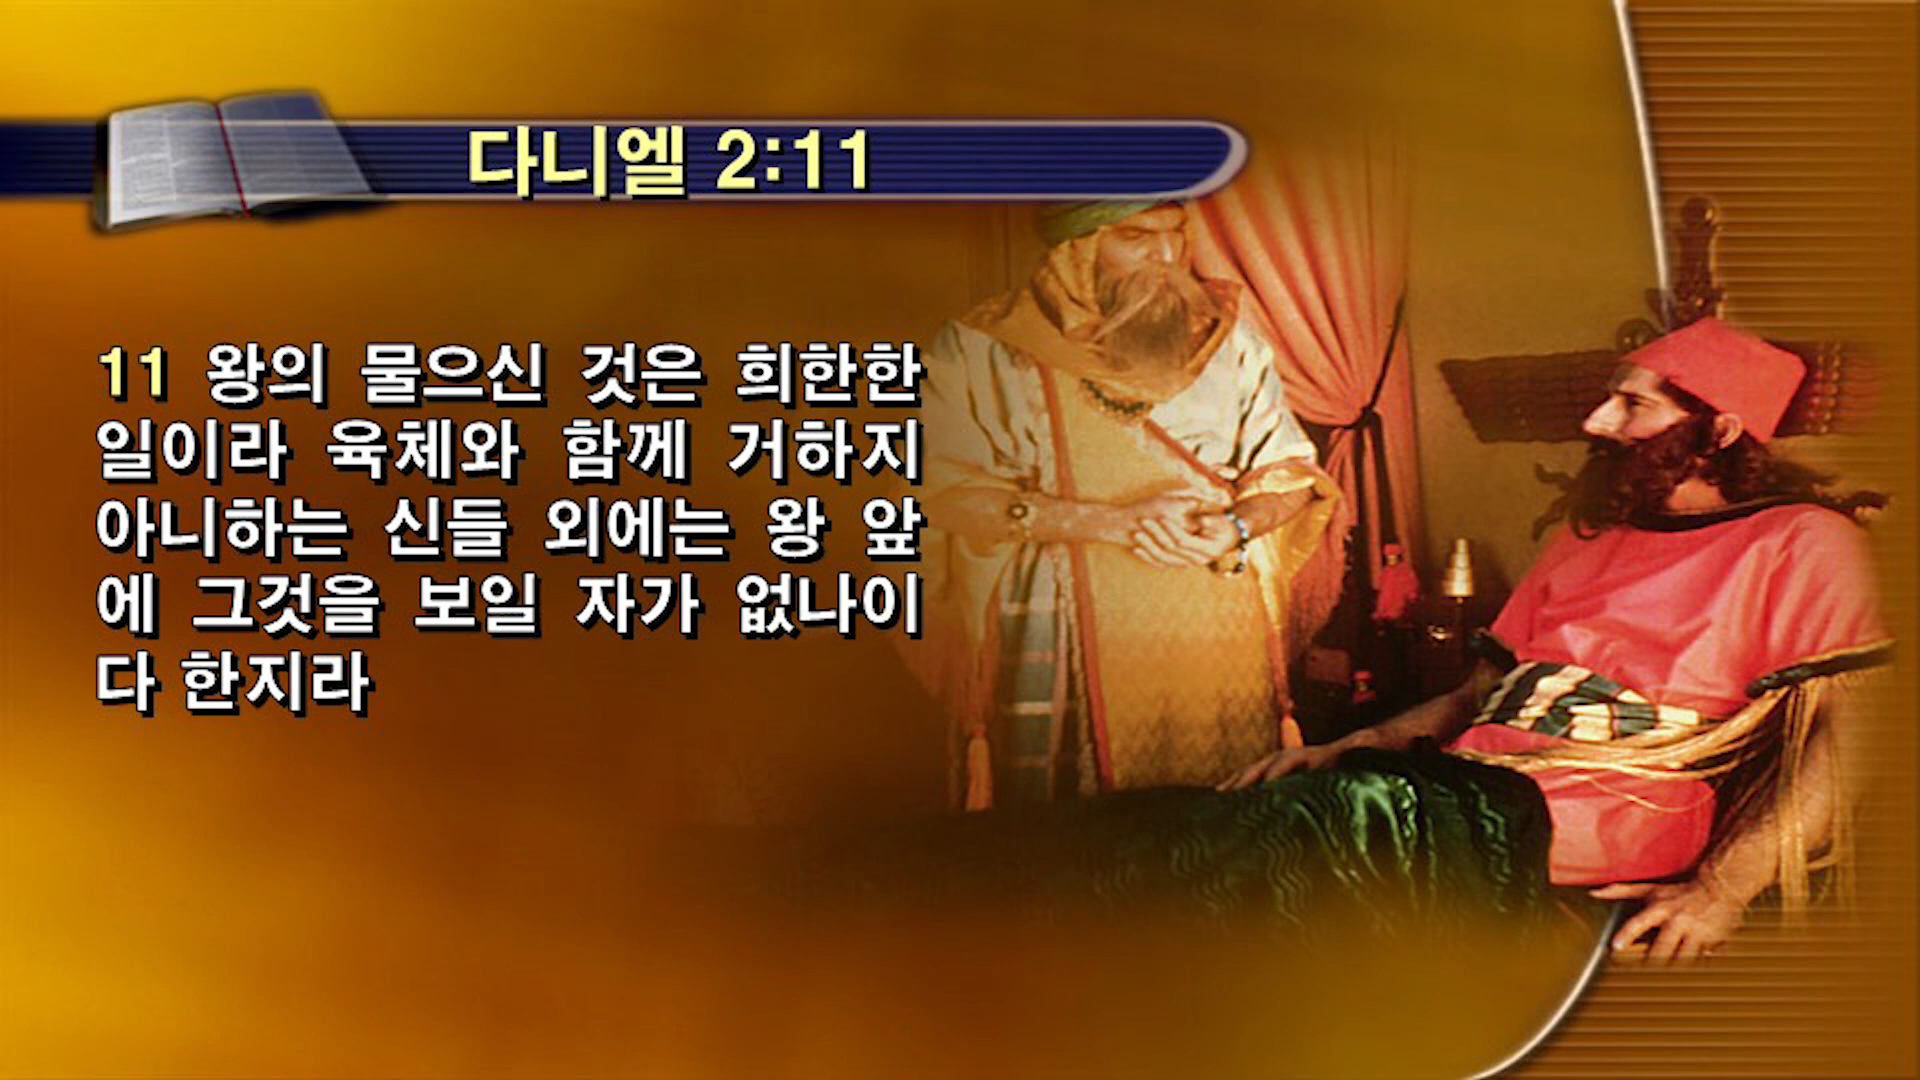 다니엘 2:11
11 왕의 물으신 것은 희한한
일이라 육체와 함께 거하지
아니하는 신들 외에는 왕 앞
에 그것을 보일 자가 없나이
다 한지라